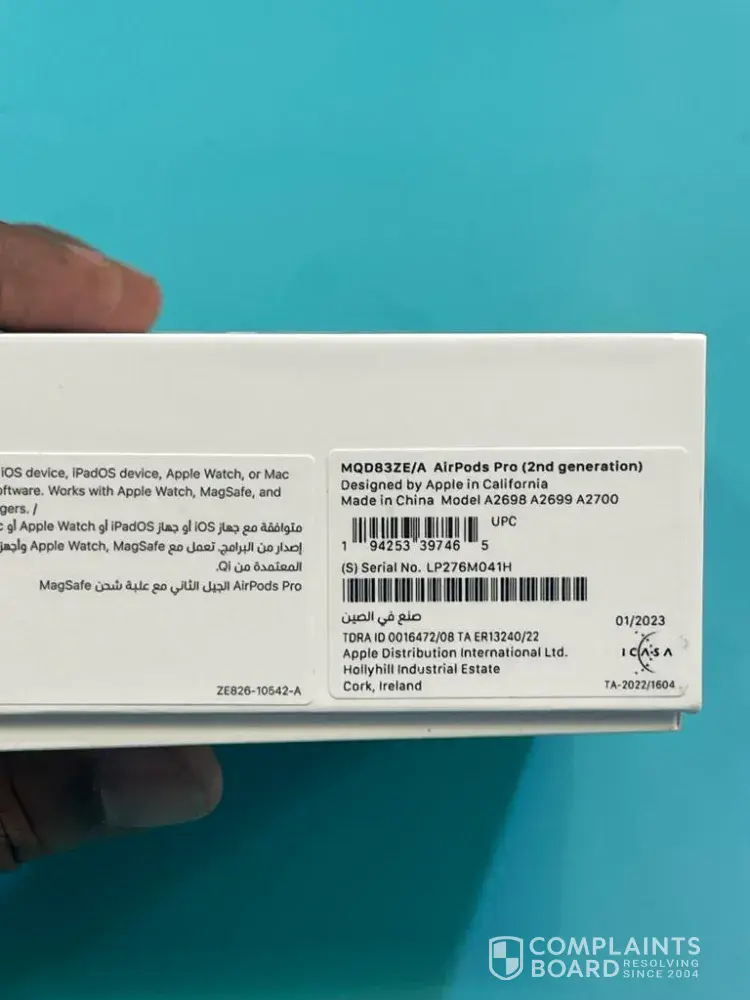 iOS device, iPadOS device, Apple Watch, or Mac
oftware. Works with Apple Watch, MagSafe, and
gers. /
متوافقة مع جهاز iOS أو جهاز iPadOS أو Apple Watch أو
إصدار من البرامج. تعمل مع Apple Watch, MagSafe وأجهز
المعتمدة من Qi.
AirPods Pro الجيل الثاني مع علبة شحن MagSafe
ZE826-10542-A
MQD83ZE/A AirPods Pro (2nd generation)
Designed by Apple in California
Made in China Model A2698 A2699 A2700
UPC
1 94253 39746 5
(S) Serial No. LP276M041H
صنع في الصين
TDRA ID 0016472/08 TA ER13240/22
Apple Distribution International Ltd.
Hollyhill Industrial Estate
Cork, Ireland
01/2023
ICASA
TA-2022/1604
COMPLAINTS
BOARD RESOLVING
SINCE 2004